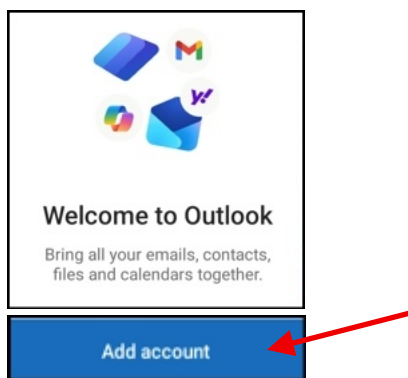 Welcome to Outlook
Bring all your emails, contacts,
files and calendars together.
Add account